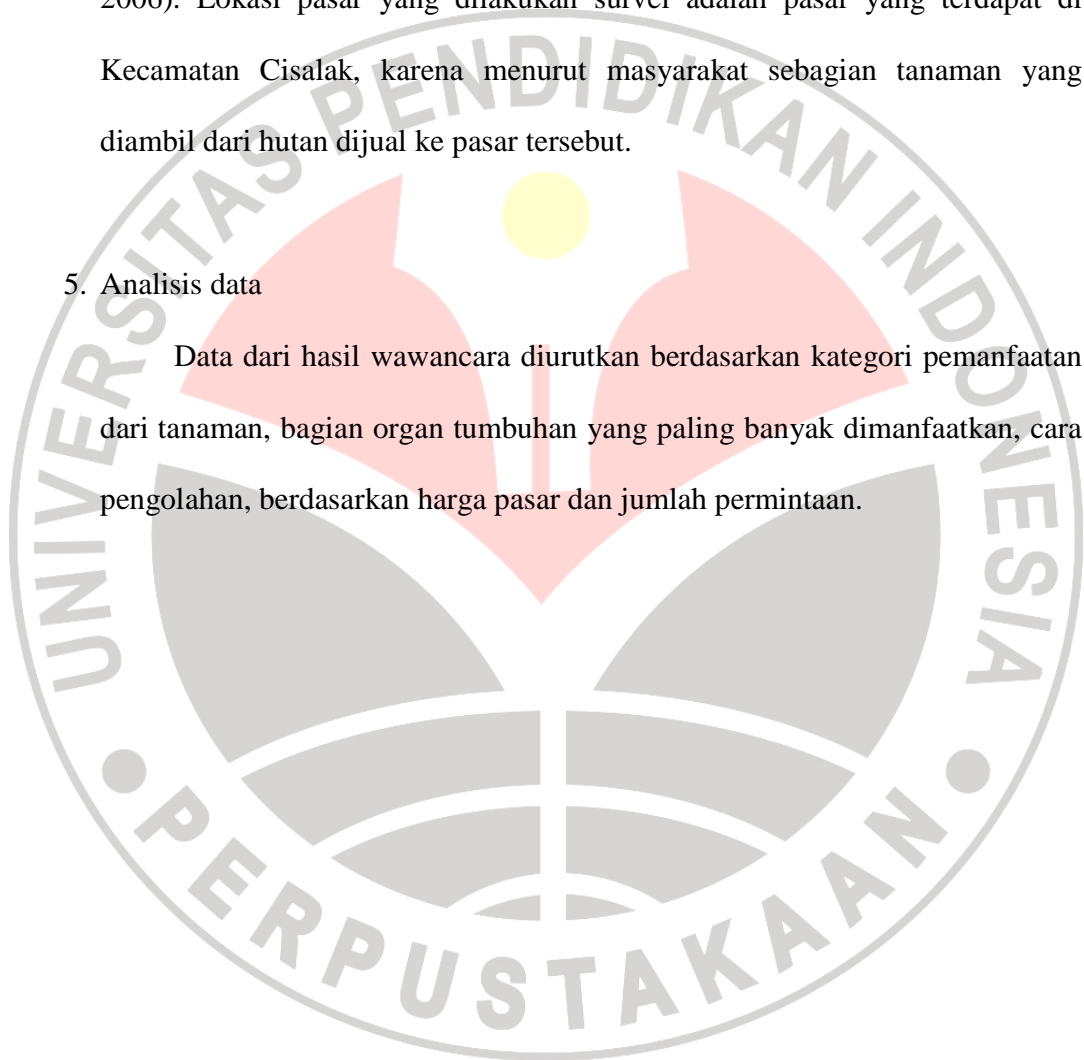 2006). Lokasi pasar yang dilakukan survei adalah pasar yang terdapat di
Kecamatan Cisalak, karena menurut masyarakat sebagian tanaman yang
diambil dari hutan dijual ke pasar tersebut.
5. Analisis data
Data dari hasil wawancara diurutkan berdasarkan kategori pemanfaatan
dari tanaman, bagian organ tumbuhan yang paling banyak dimanfaatkan, cara
pengolahan, berdasarkan harga pasar dan jumlah permintaan.
UNIVERSITAS PENDIDIKAN INDONESIA
PERPUSTAKAAN